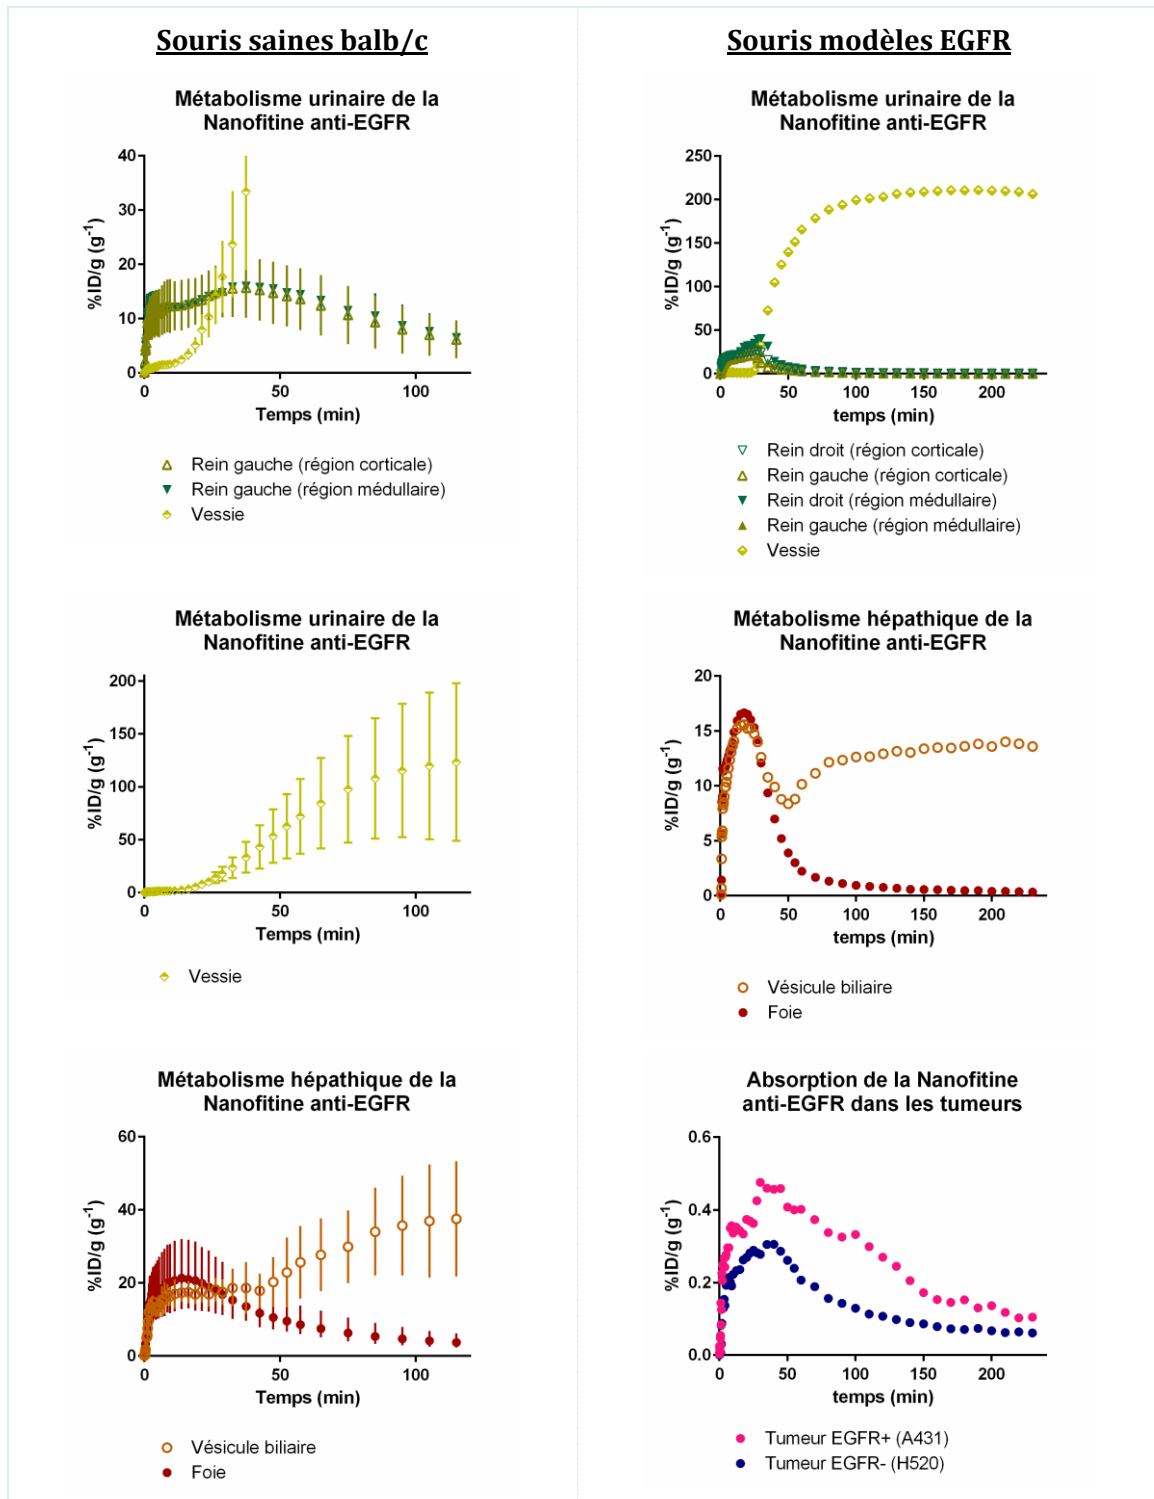 Souris saines balb/c
Métabolisme urinaire de la
Nanofitine anti-EGFR
40
30
20
10
0
%ID/g (g-1)
0
50
100
Temps (min)
Rein gauche (région corticale)
Rein gauche (région médullaire)
Vessie
Métabolisme urinaire de la
Nanofitine anti-EGFR
200
150
100
50
0
%ID/g (g-1)
0
50
100
Temps (min)
Vessie
Métabolisme hépathique de la
Nanofitine anti-EGFR
60
40
20
0
%ID/g (g-1)
0
50
100
Temps (min)
Vésicule biliaire
Foie
Souris modèles EGFR
Métabolisme urinaire de la
Nanofitine anti-EGFR
250
200
150
100
50
0
%ID/g (g-1)
0
50
100
150
200
temps (min)
Rein droit (région corticale)
Rein gauche (région corticale)
Rein droit (région médullaire)
Rein gauche (région médullaire)
Vessie
Métabolisme hépathique de la
Nanofitine anti-EGFR
20
15
10
5
0
%ID/g (g-1)
0
50
100
150
200
temps (min)
Vésicule biliaire
Foie
Absorption de la Nanofitine
anti-EGFR dans les tumeurs
0.6
0.4
0.2
0.0
%ID/g (g-1)
0
50
100
150
200
temps (min)
Tumeur EGFR+ (A431)
Tumeur EGFR- (H520)